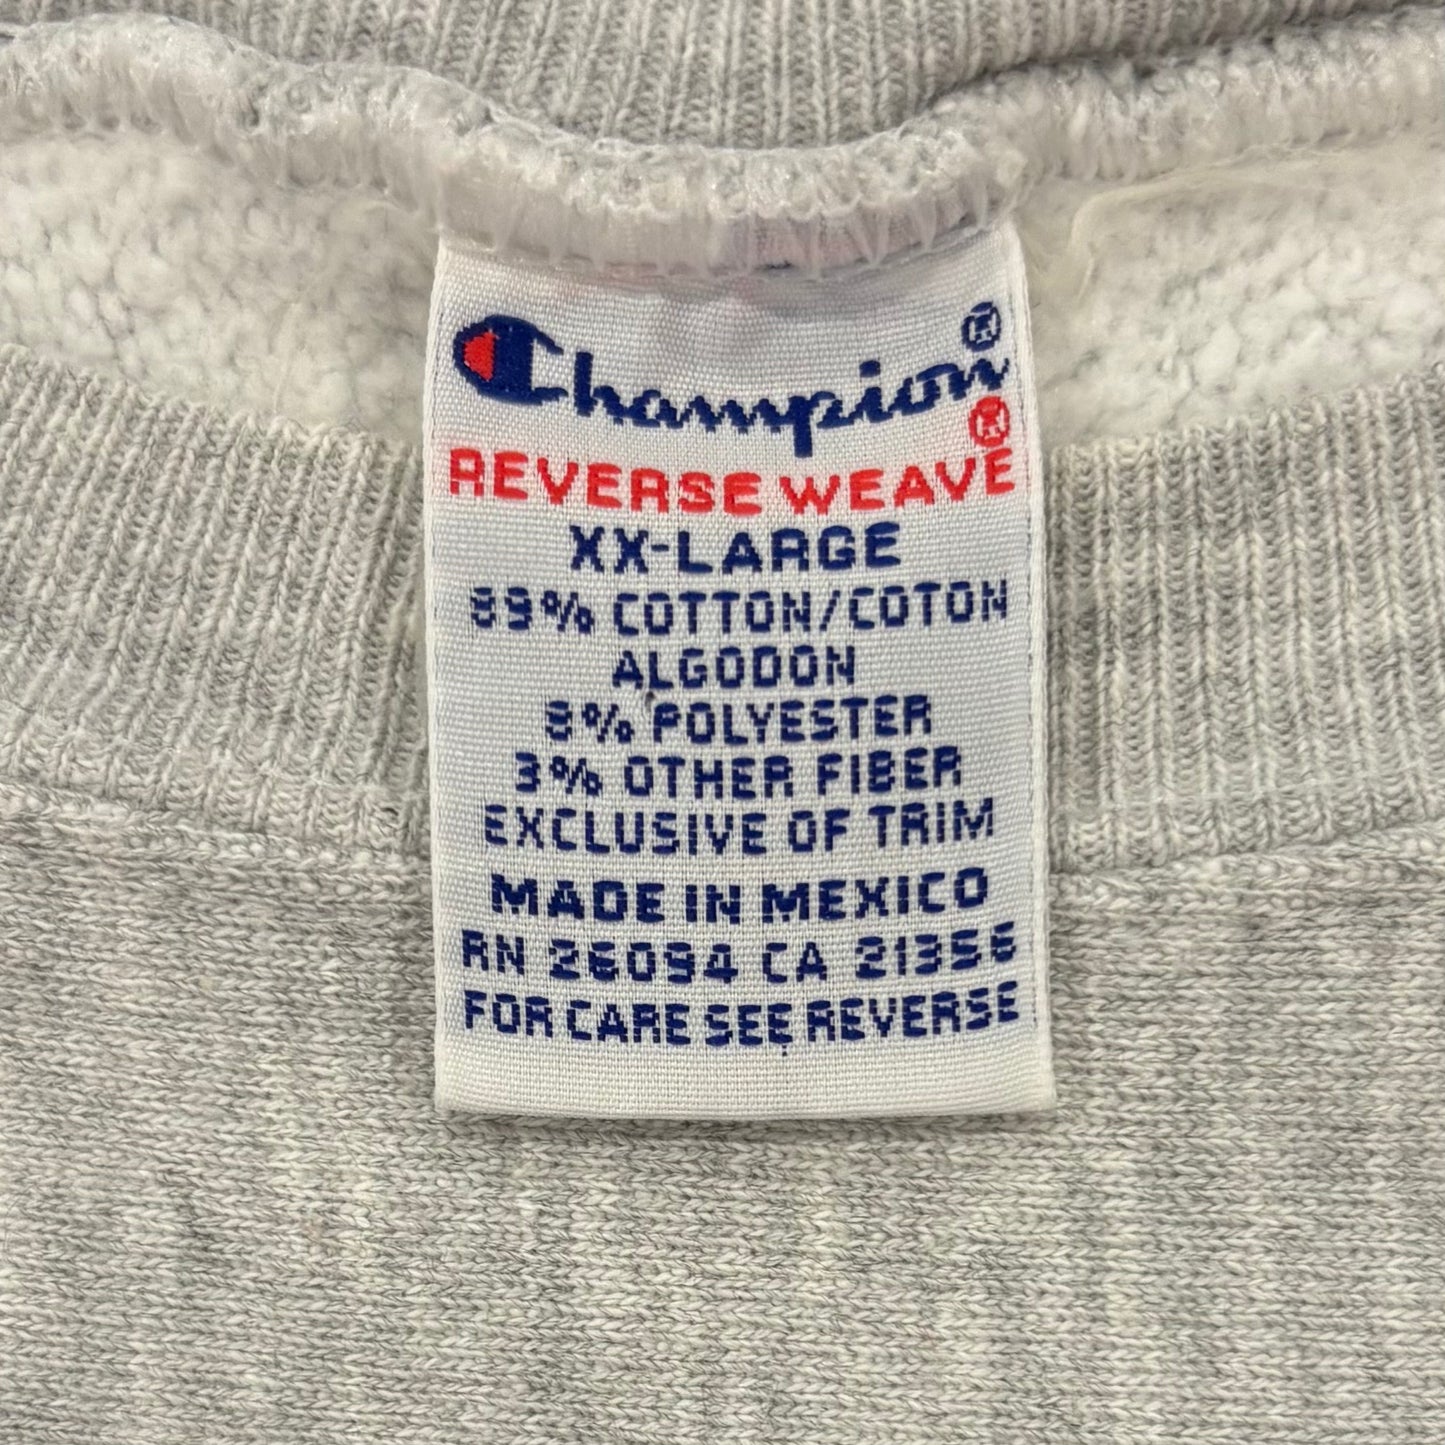 Champion®
REVERSE WEAVE®
XX-LARGE
89% COTTON/COTON
ALGODON
8% POLYESTER
3% OTHER FIBER
EXCLUSIVE OF TRIM
MADE IN MEXICO
RN 26094 CA 21356
FOR CARE SEE REVERSE